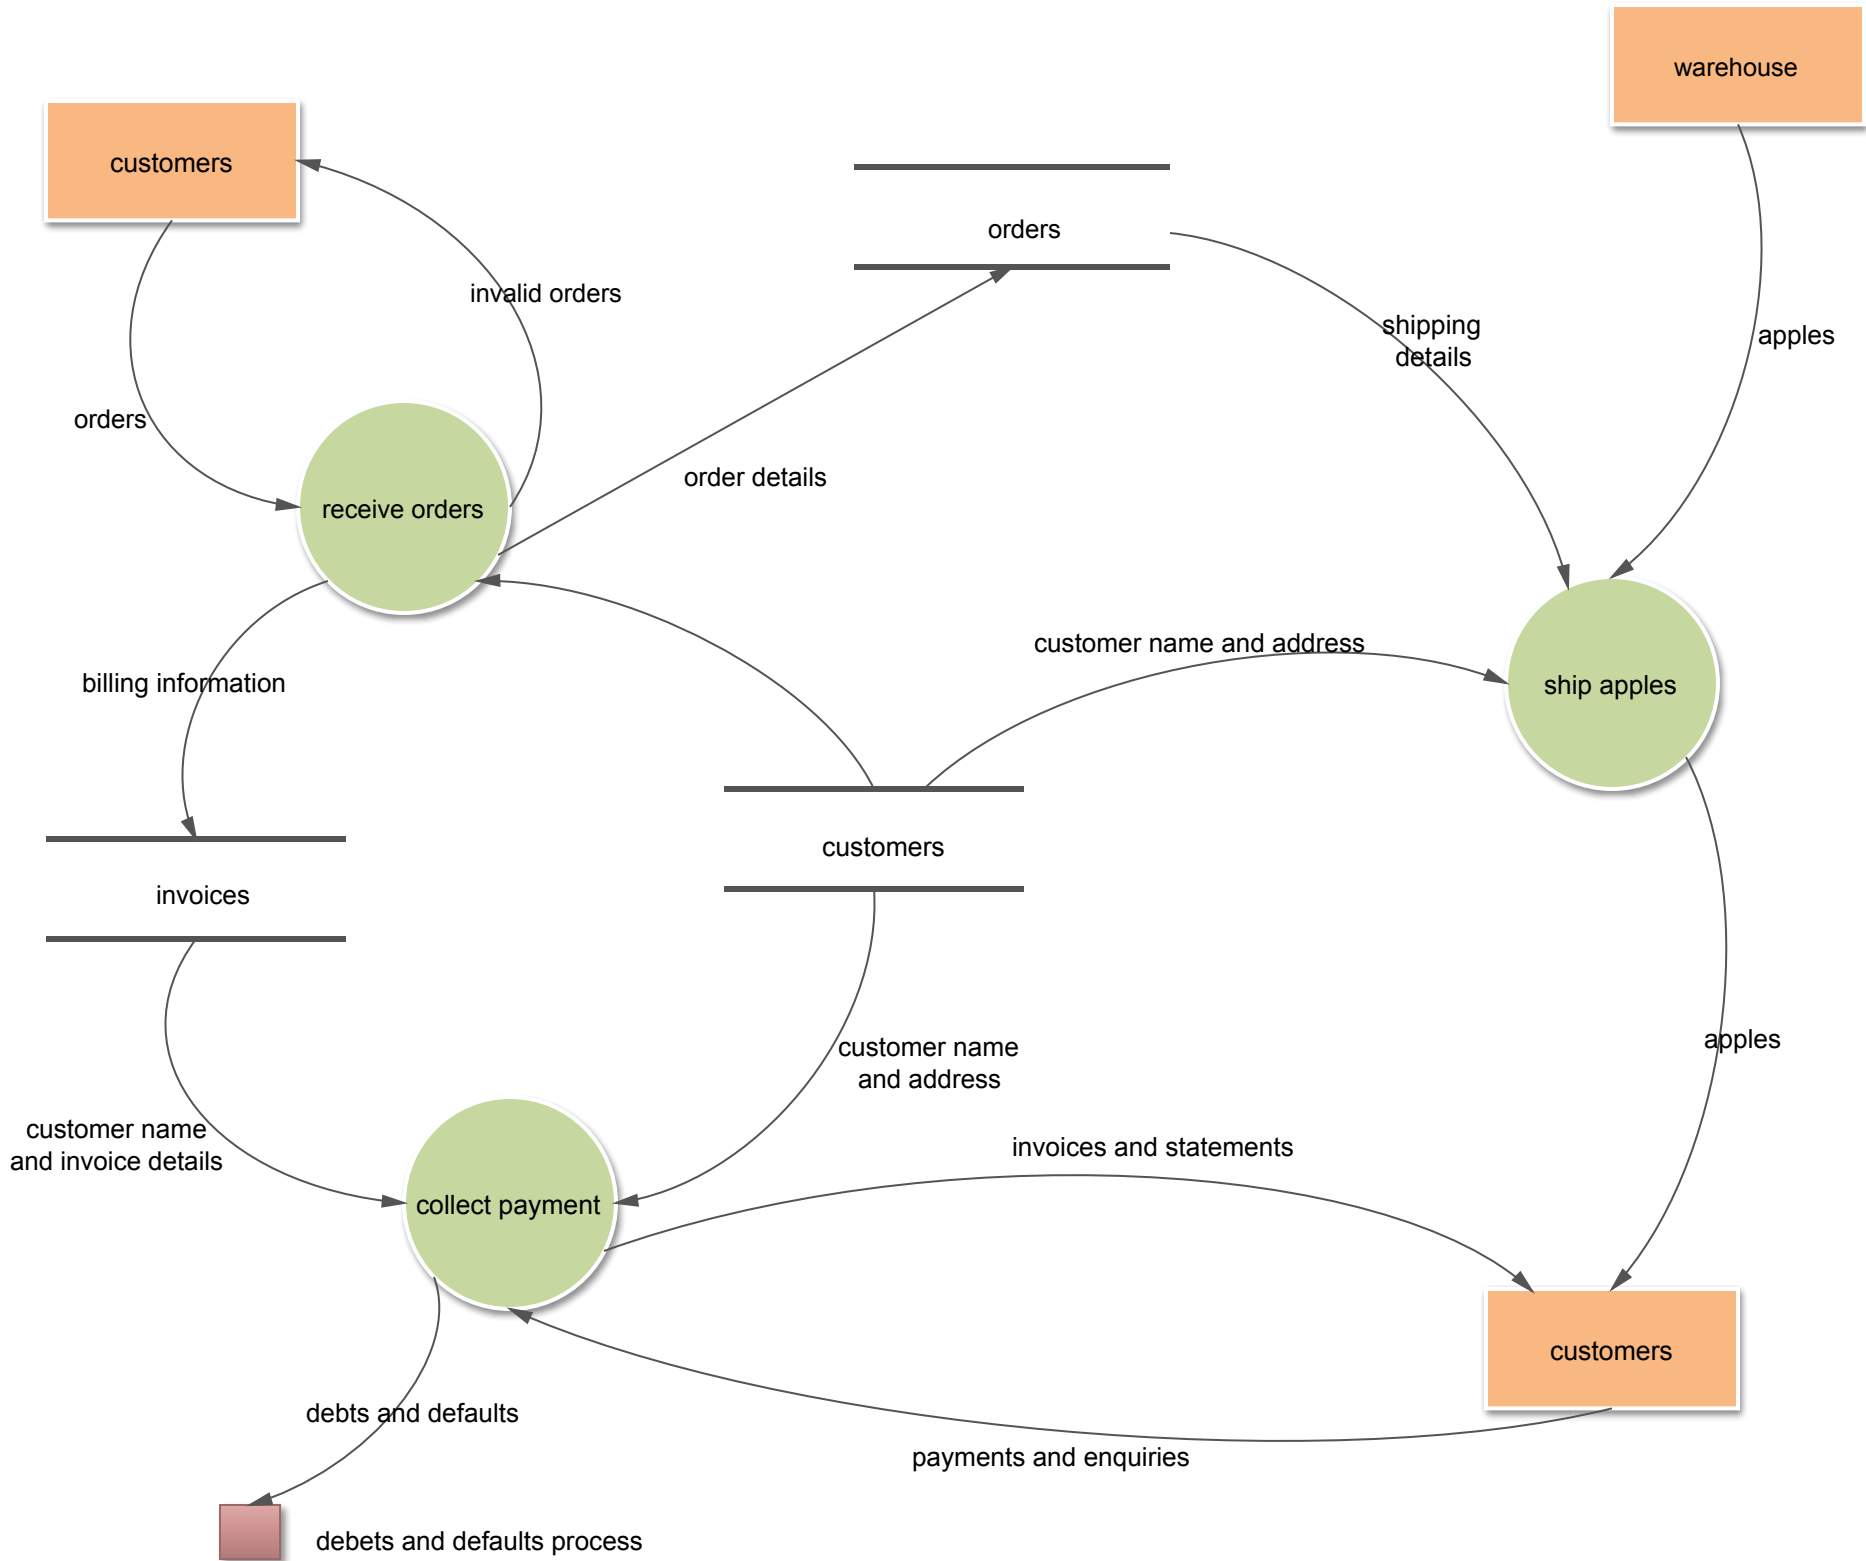 warehouse
customers
orders
invalid orders
shipping
details
apples
orders
order details
receive orders
customer name and address
billing information
ship apples
customers
invoices
apples
customer name
and address
customer name
and invoice details
invoices and statements
collect payment
customers
debts and defaults
payments and enquiries
debets and defaults process